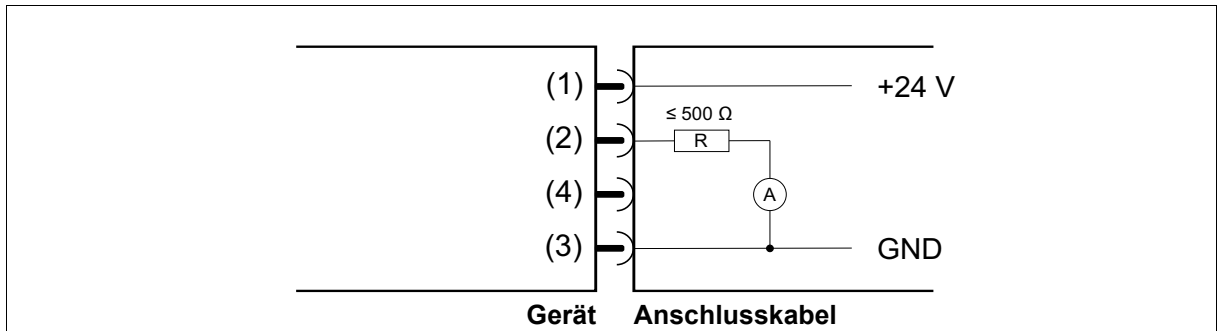 (1)
+24 V
≤ 500 Ω
(2)
R
(4)
A
(3)
GND
Gerät
Anschlusskabel